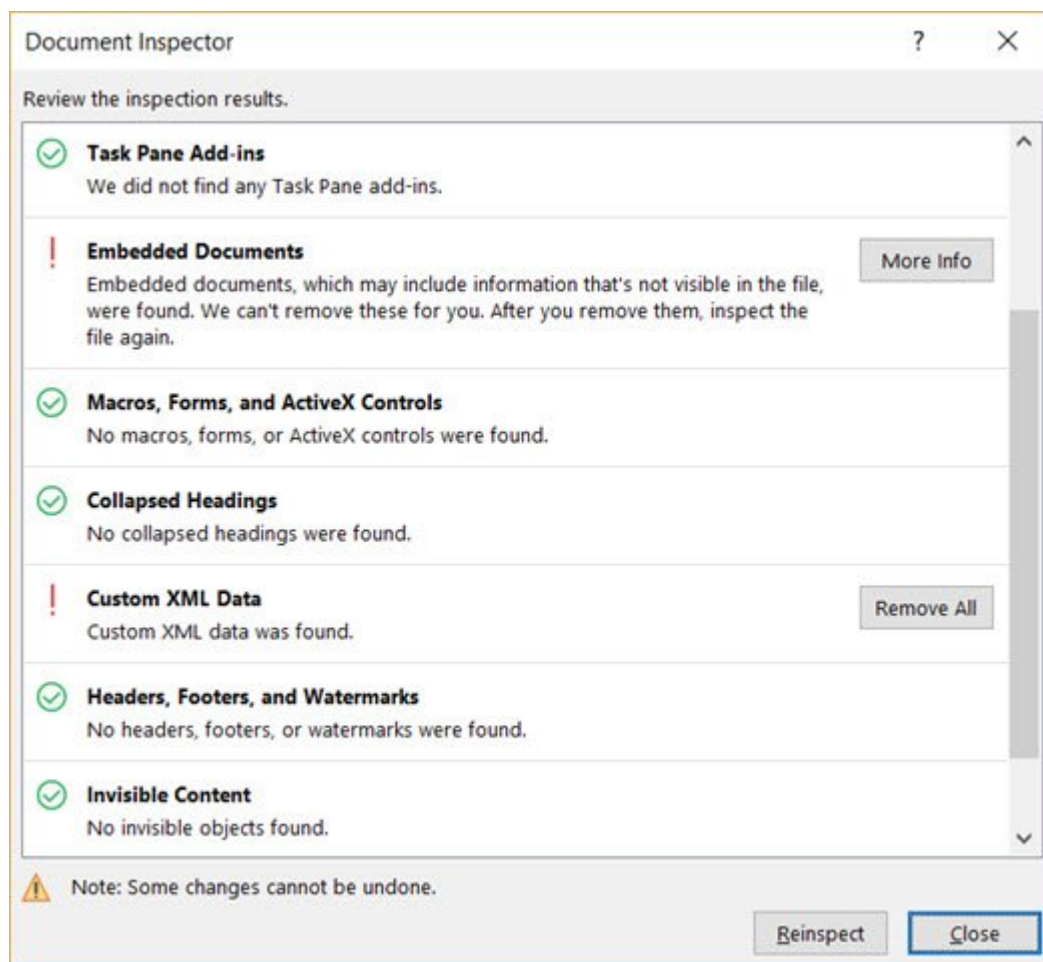 Document Inspector
?
Review the inspection results.
Task Pane Add-ins
We did not find any Task Pane add-ins.
Embedded Documents
More Info
Embedded documents, which may include information that's not visible in the file,
were found. We can't remove these for you. After you remove them, inspect the
file again.
Macros, Forms, and ActiveX Controls
No macros, forms, or ActiveX controls were found.
Collapsed Headings
No collapsed headings were found.
Custom XML Data
Remove All
Custom XML data was found.
Headers, Footers, and Watermarks
No headers, footers, or watermarks were found.
Invisible Content
No invisible objects found.
Note: Some changes cannot be undone.
Reinspect
Close